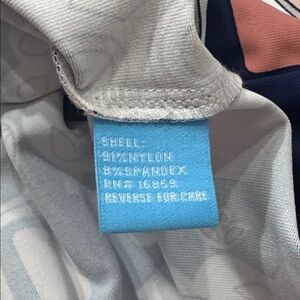 SHELL:
91%NYLON
9%SPANDEX
RN# 16859
REVERSE FOR CARE